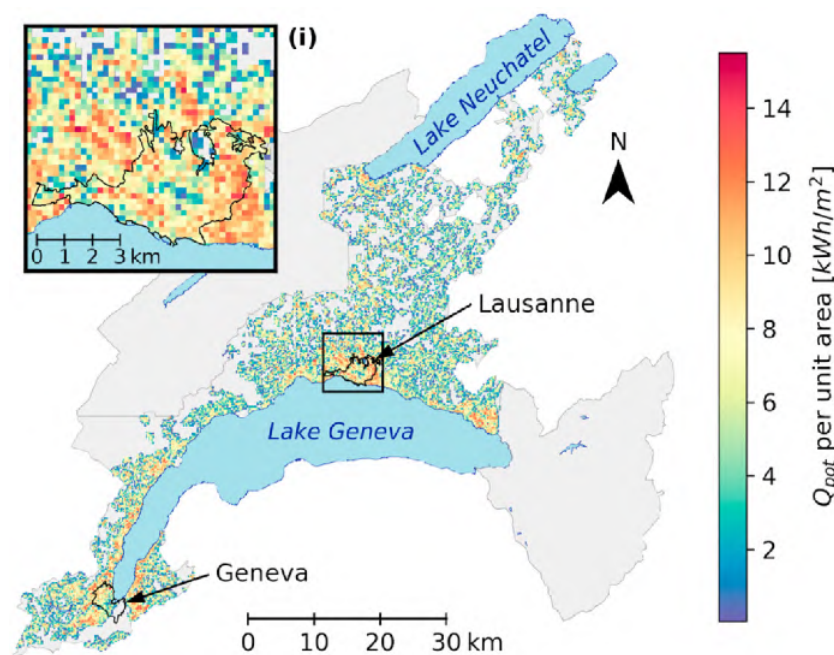 (i)
0 1 2 3 km
Lake Neuchatel
N
Lausanne
Lake Geneva
Geneva
0 10 20 30 km
14
12
10
8
6
4
2
Q_pot per unit area [kWh/m²]